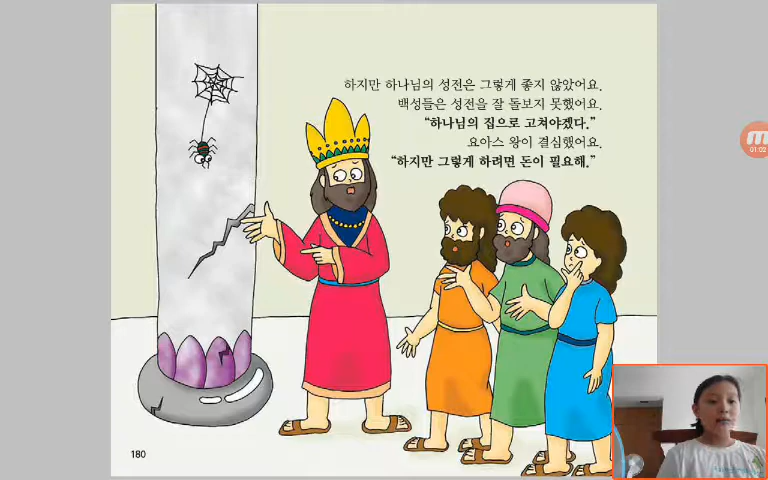 하지만 하나님의 성전은 그렇게 좋지 않았어요.
백성들은 성전을 잘 돌보지 못했어요.
“하나님의 집으로 고쳐야겠다.”
요아스 왕이 결심했어요.
“하지만 그렇게 하려면 돈이 필요해.”
180
01:02